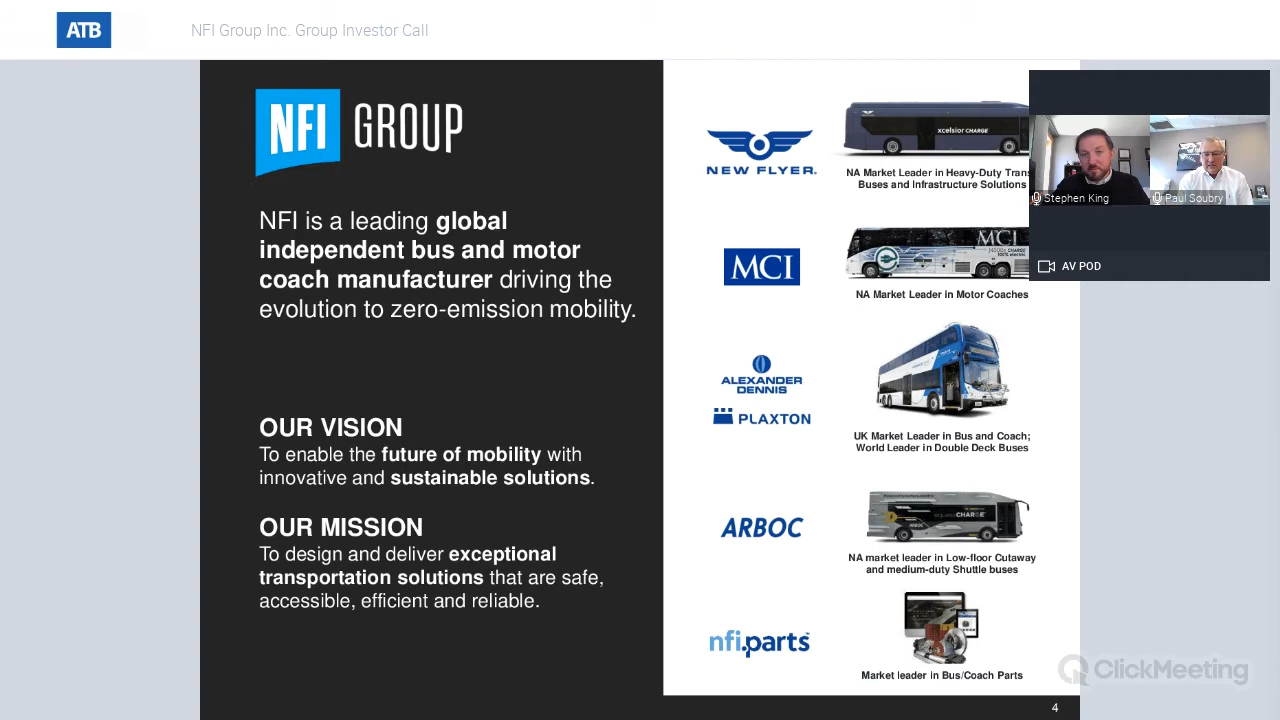 ATB
NFI Group Inc. Group Investor Call
NFI GROUP
NFI is a leading global
independent bus and motor
coach manufacturer driving the
evolution to zero-emission mobility.
OUR VISION
To enable the future of mobility with
innovative and sustainable solutions.
OUR MISSION
To design and deliver exceptional
transportation solutions that are safe,
accessible, efficient and reliable.
NEW FLYER
xcelsior CHARGE
NA Market Leader in Heavy-Duty Trans
Buses and Infrastructure Solutions
MCI
MCI
NA Market Leader in Motor Coaches
ALEXANDER
DENNIS
PLAXTON
UK Market Leader in Bus and Coach;
World Leader in Double Deck Buses
ARBOC
CHARGE
ARBOC
NA market leader in Low-floor Cutaway
and medium-duty Shuttle buses
nfi.parts
Market leader in Bus/Coach Parts
Stephen King
Paul Soubry
AV POD
ClickMeeting
4